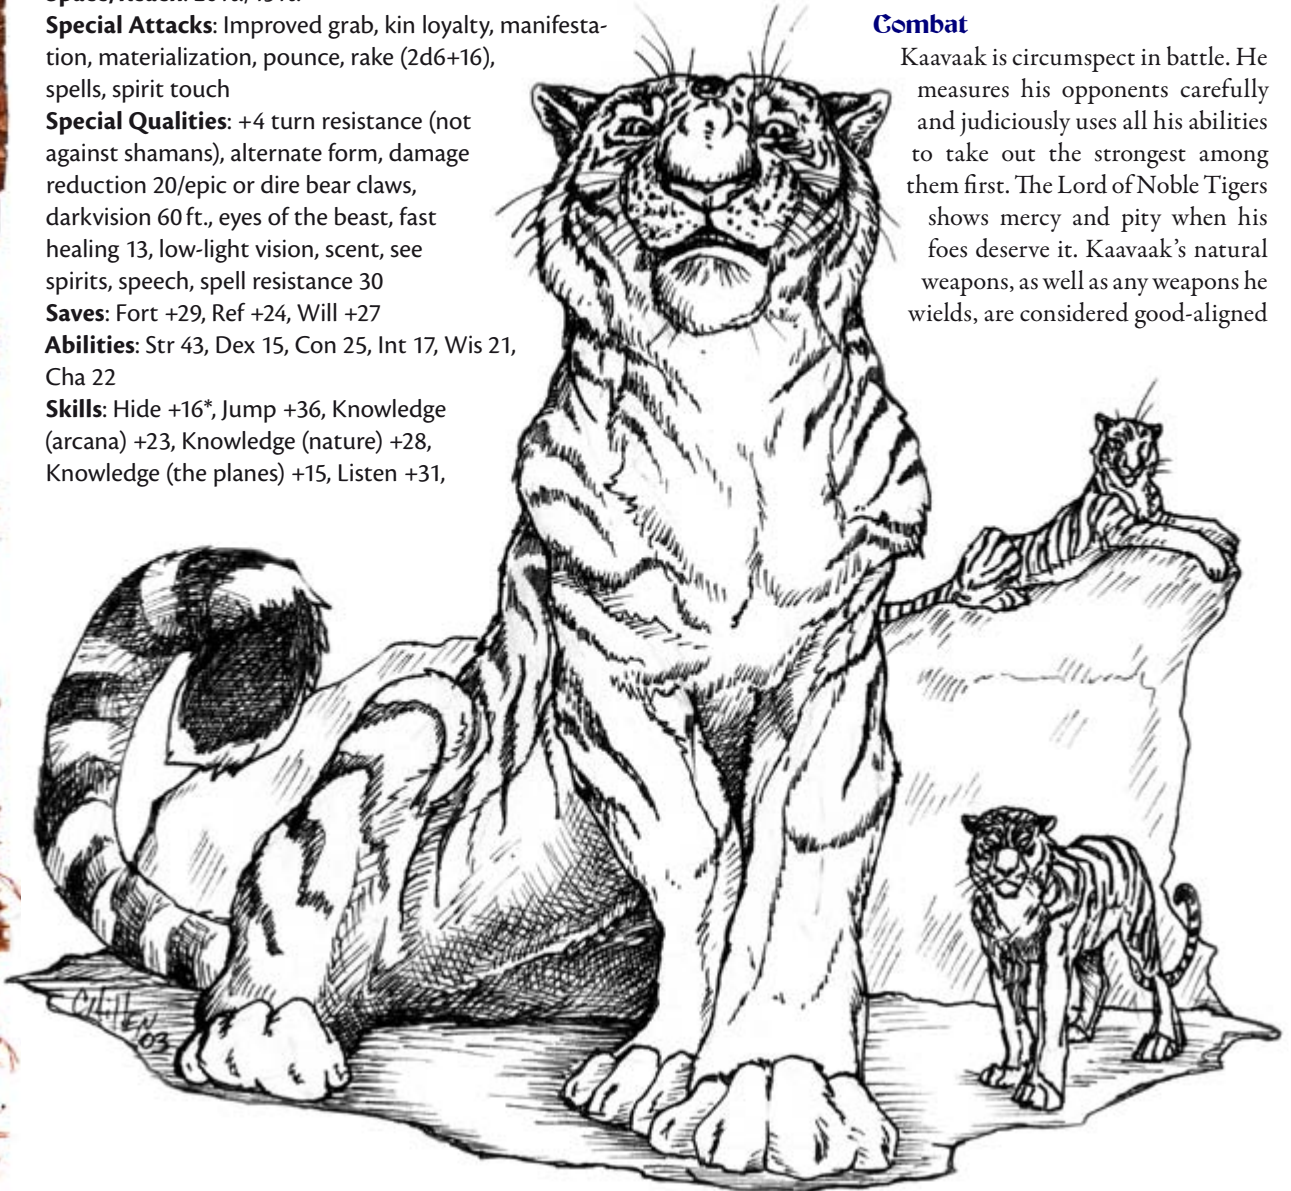 Special Attacks: Improved grab, kin loyalty, manifesta-
tion, materialization, pounce, rake (2d6+16),
spells, spirit touch
Special Qualities: +4 turn resistance (not
against shamans), alternate form, damage
reduction 20/epic or dire bear claws,
darkvision 60 ft., eyes of the beast, fast
healing 13, low-light vision, scent, see
spirits, speech, spell resistance 30
Saves: Fort +29, Ref +24, Will +27
Abilities: Str 43, Dex 15, Con 25, Int 17, Wis 21,
Cha 22
Skills: Hide +16*, Jump +36, Knowledge
(arcana) +23, Knowledge (nature) +28,
Knowledge (the planes) +15, Listen +31,
Combat
Kaavaak is circumspect in battle. He
measures his opponents carefully
and judiciously uses all his abilities
to take out the strongest among
them first. The Lord of Noble Tigers
shows mercy and pity when his
foes deserve it. Kaavaak’s natural
weapons, as well as any weapons he
wields, are considered good-aligned
'03